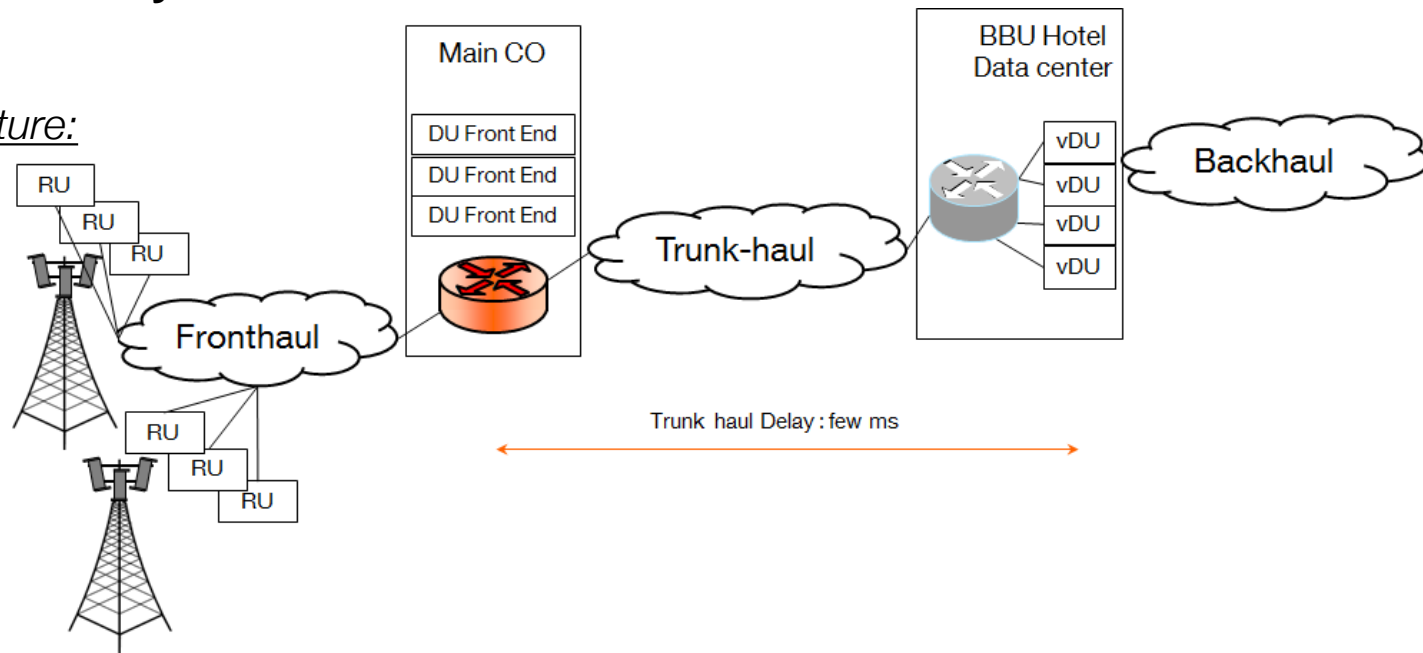 ture:
Main CO
DU Front End
DU Front End
DU Front End
BBU Hotel
Data center
vDU
vDU
vDU
vDU
Backhaul
Trunk-haul
RU
RU
RU
Fronthaul
Trunk haul Delay : few ms
RU
RU
RU